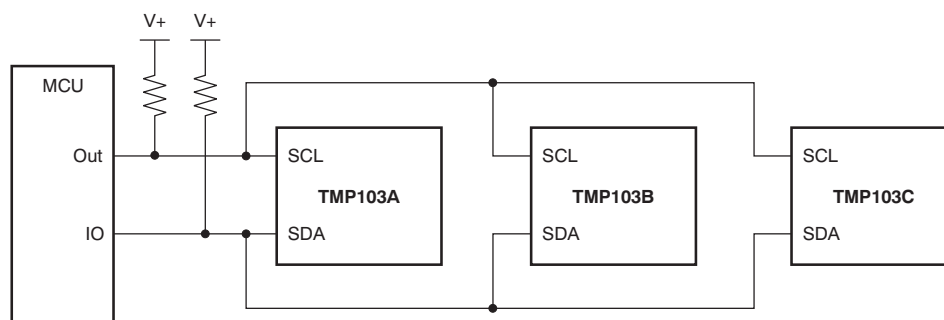 V+ V+
MCU
Out SCL SCL SCL
TMP103A TMP103B TMP103C
IO SDA SDA SDA